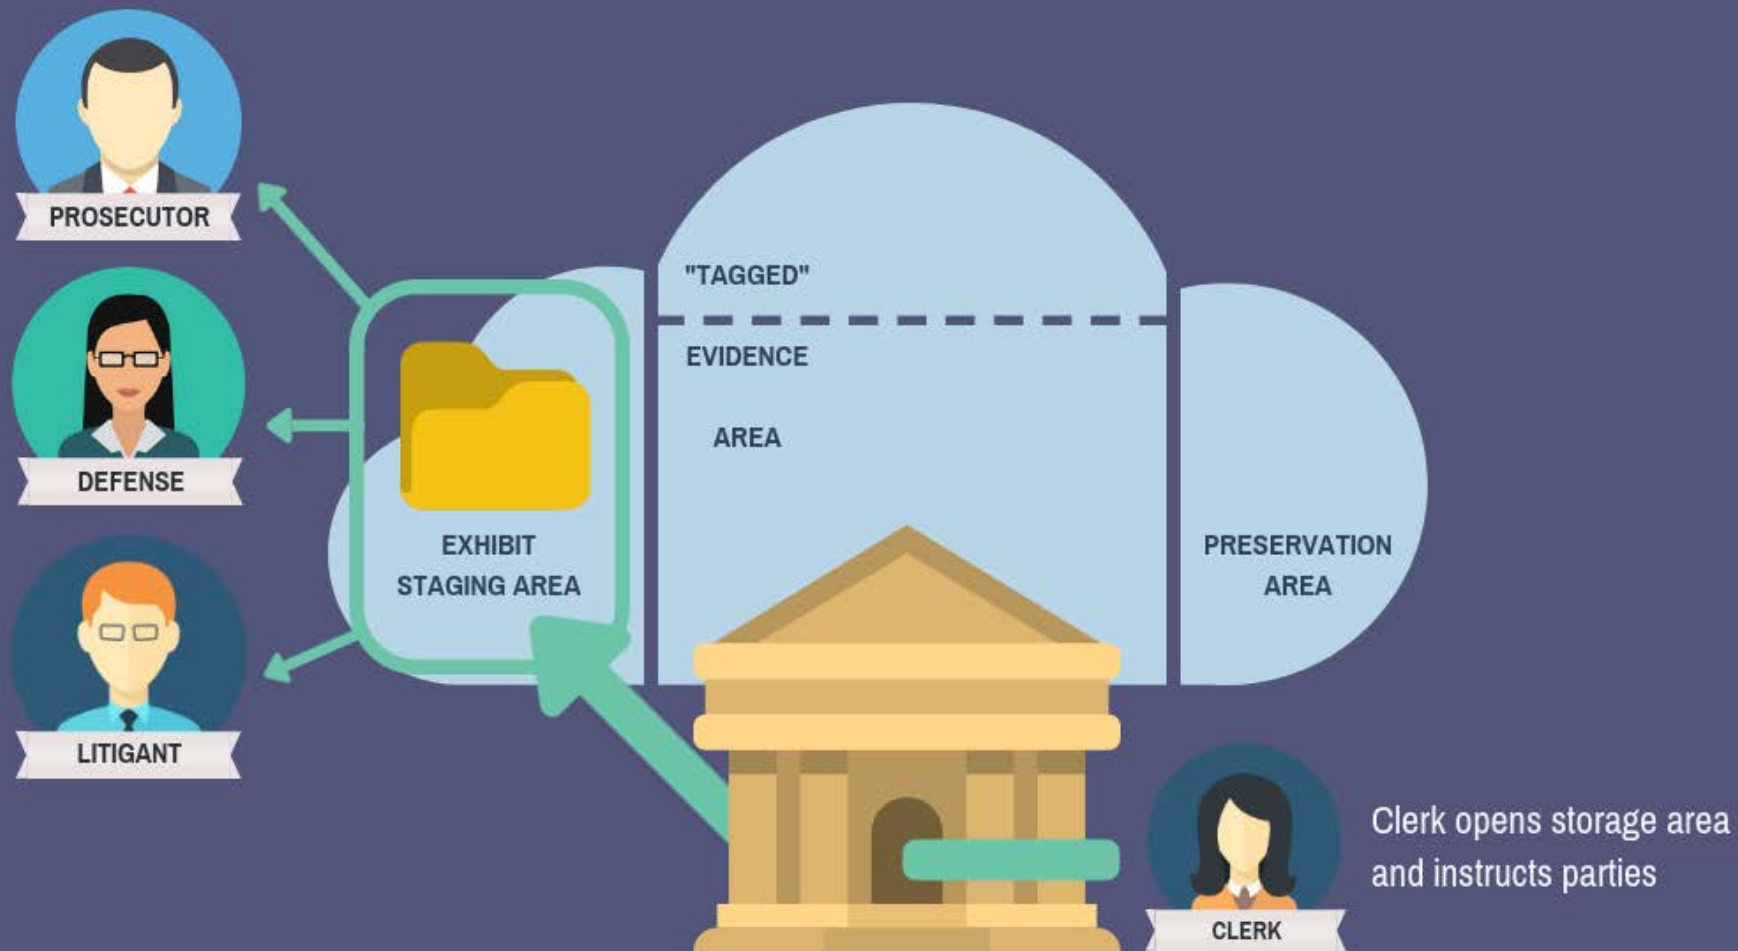 PROSECUTOR
DEFENSE
LITIGANT
"TAGGED"
EVIDENCE
AREA
EXHIBIT
STAGING AREA
PRESERVATION
AREA
CLERK
Clerk opens storage area
and instructs parties